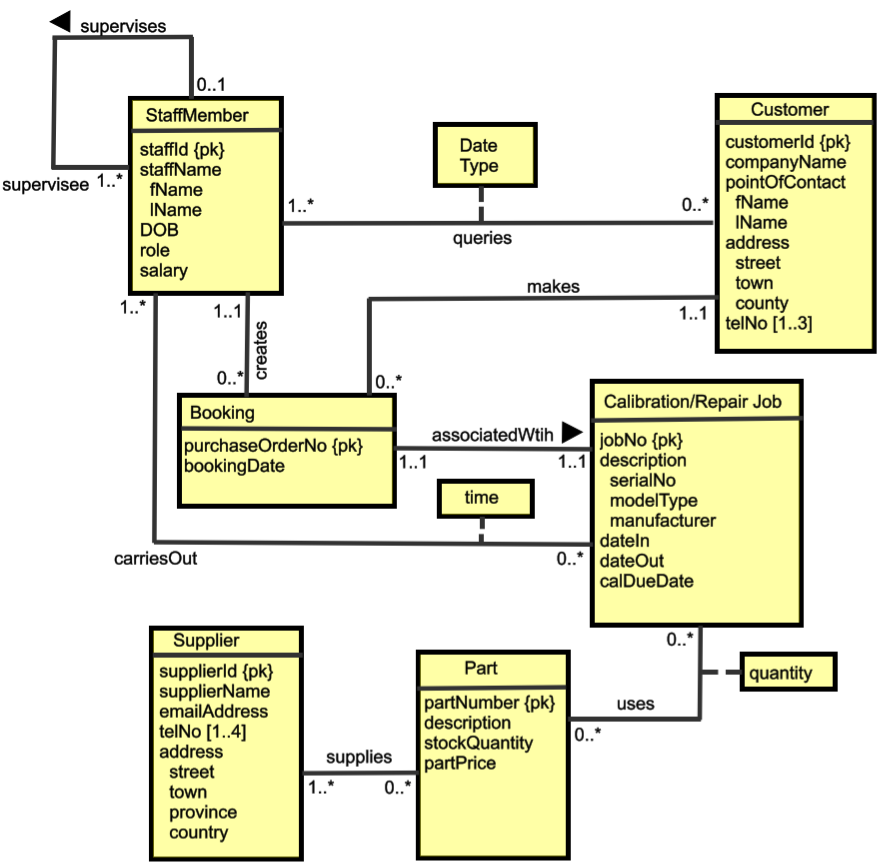 supervises
0..1
StaffMember
staffId {pk}
staffName
fName
lName
DOB
role
salary
supervisee 1..*
Date
Type
1..*
0..*
queries
Customer
customerId {pk}
companyName
pointOfContact
fName
lName
address
street
town
county
telNo [1..3]
makes
1..1
0..*
1..*
1..1
creates
0..*
Booking
purchaseOrderNo {pk}
bookingDate
associatedWtih
1..1
1..1
Calibration/Repair Job
jobNo {pk}
description
serialNo
modelType
manufacturer
dateIn
dateOut
calDueDate
time
carriesOut
0..*
Supplier
supplierId {pk}
supplierName
emailAddress
telNo [1..4]
address
street
town
province
country
supplies
1..*
0..*
Part
partNumber {pk}
description
stockQuantity
partPrice
0..*
quantity
uses
0..*